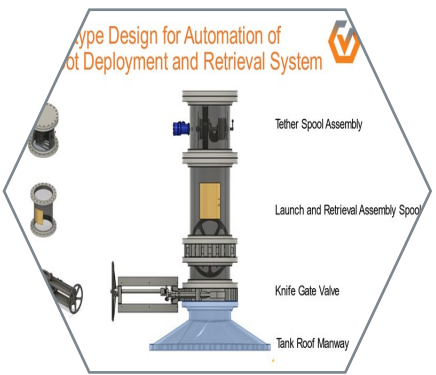 type Design for Automation of
ot Deployment and Retrieval System
Tether Spool Assembly
Launch and Retrieval Assembly Spool
Knife Gate Valve
Tank Roof Manway